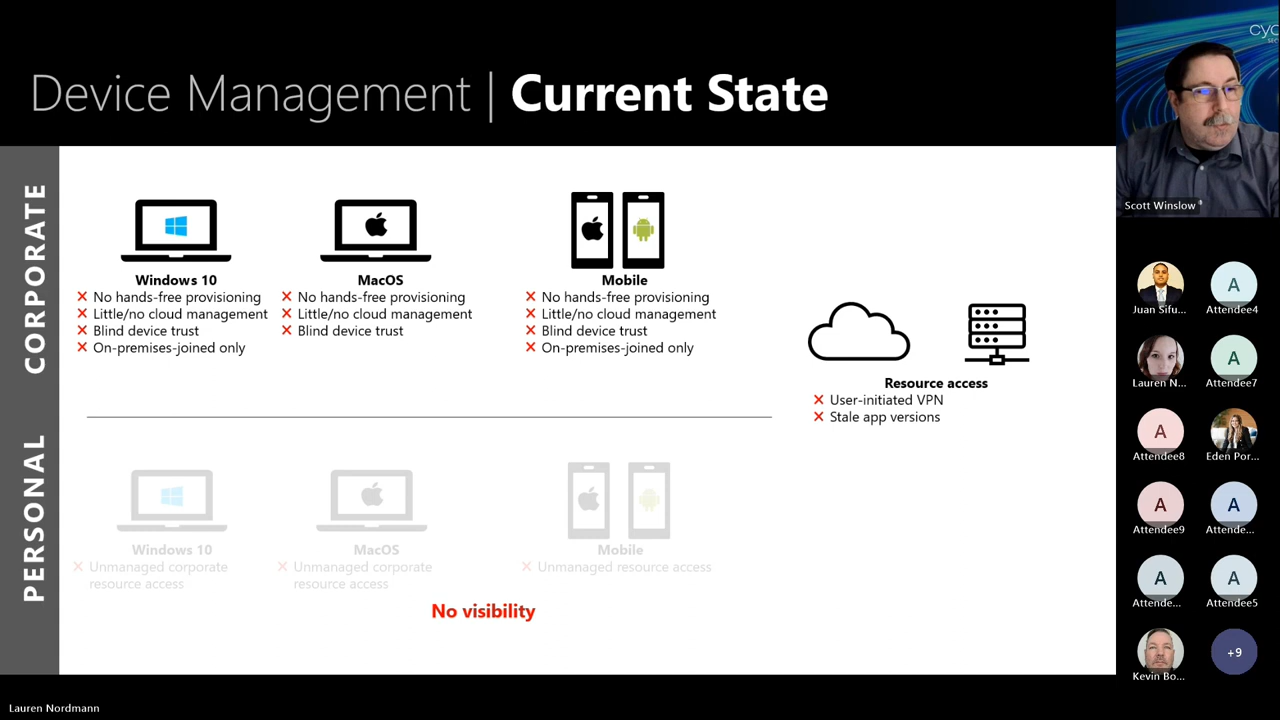 Device Management | Current State
CORPORATE
Windows 10
X No hands-free provisioning
X Little/no cloud management
X Blind device trust
X On-premises-joined only
MacOS
X No hands-free provisioning
X Little/no cloud management
X Blind device trust
Mobile
X No hands-free provisioning
X Little/no cloud management
X Blind device trust
X On-premises-joined only
Resource access
X User-initiated VPN
X Stale app versions
PERSONAL
Windows 10
X Unmanaged corporate
resource access
MacOS
X Unmanaged corporate
resource access
Mobile
X Unmanaged resource access
No visibility
Scott Winslow
Juan Sifu...
A
Attendee4
Lauren N...
A
Attendee7
A
Attendee8
Eden Por...
A
Attendee9
A
Attende...
A
Attende...
A
Attendee5
Kevin Bo...
+9
Lauren Nordmann